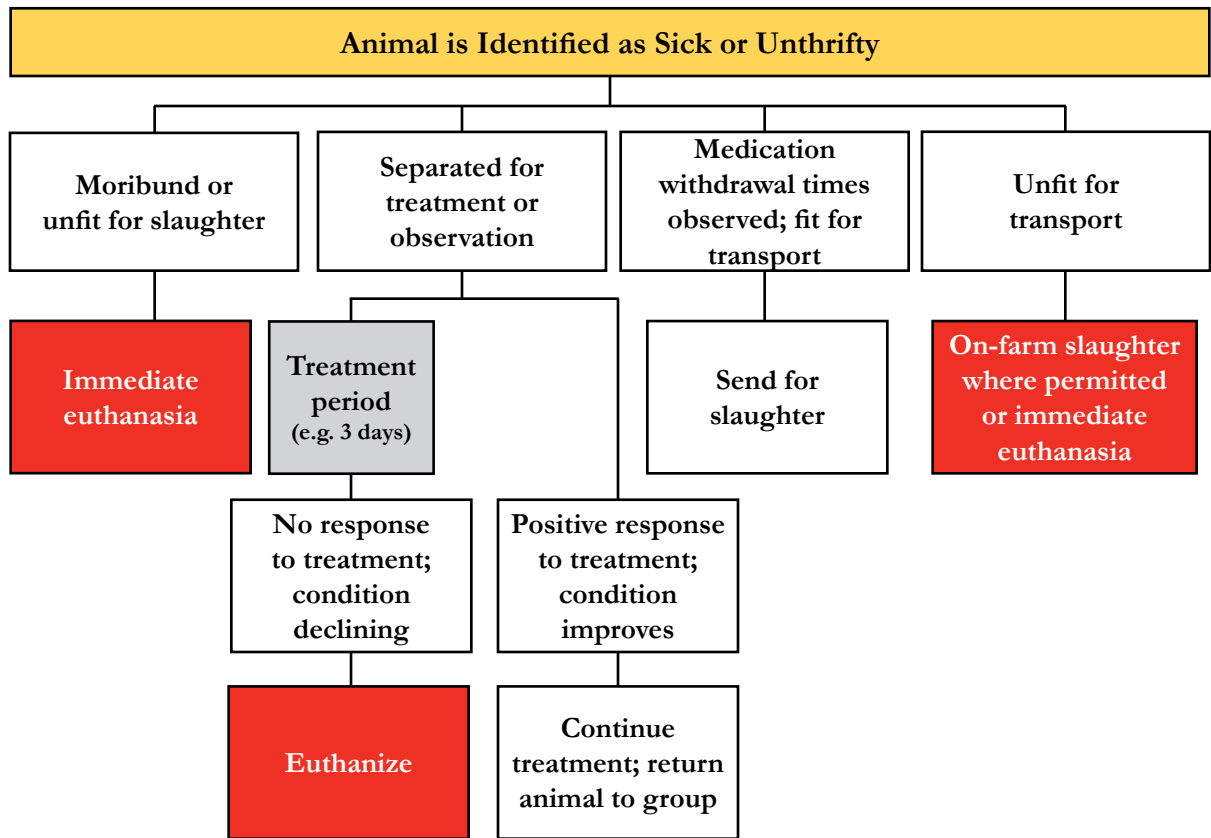 Animal is Identified as Sick or Unthrifty
Moribund or
unfit for slaughter
Separated for
treatment or
observation
Medication
withdrawal times
observed; fit for
transport
Unfit for
transport
Immediate
euthanasia
Treatment
period
(e.g. 3 days)
Send for
slaughter
On-farm slaughter
where permitted
or immediate
euthanasia
No response
to treatment;
condition
declining
Positive response
to treatment;
condition
improves
Euthanize
Continue
treatment; return
animal to group